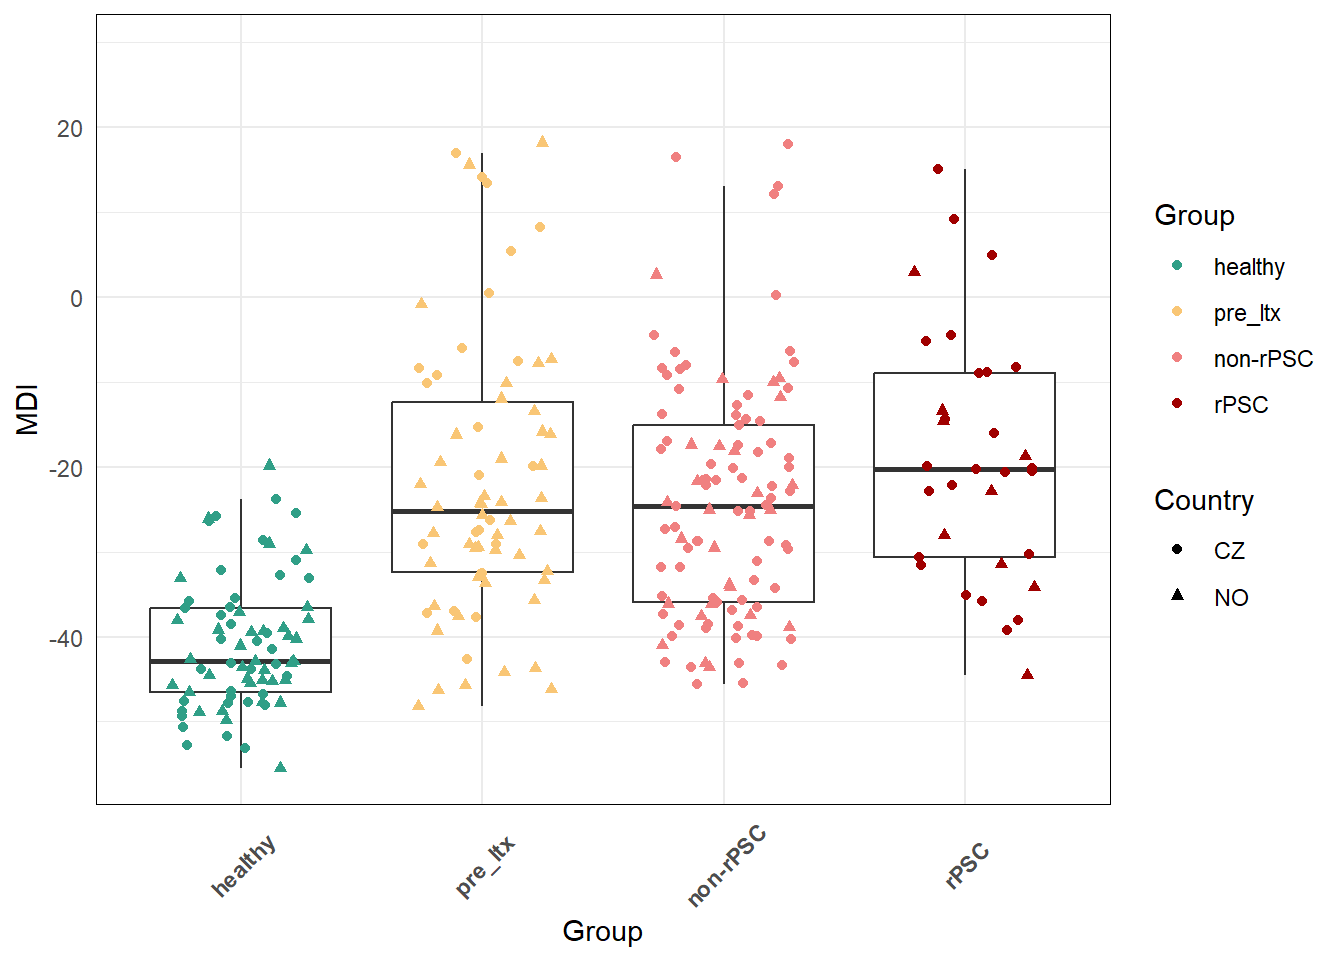 MDI
20
0
-20
-40
healthy
pre_ltx
non-rPSC
rPSC
Group
Group
healthy
pre_ltx
non-rPSC
rPSC
Country
CZ
NO